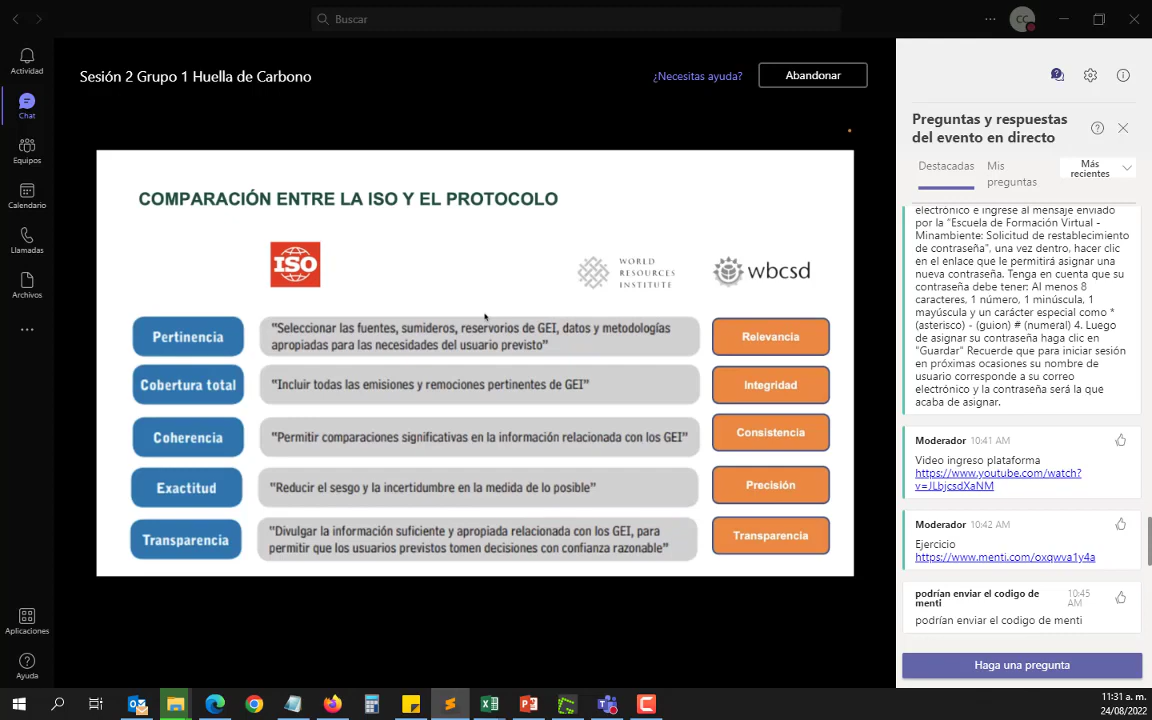 Buscar
CC
Actividad
Chat
Equipos
Calendario
Llamadas
Archivos
Aplicaciones
Ayuda
Sesión 2 Grupo 1 Huella de Carbono
¿Necesitas ayuda?
Abandonar
COMPARACIÓN ENTRE LA ISO Y EL PROTOCOLO
ISO
WORLD
RESOURCES
INSTITUTE
wbcsd
Pertinencia
"Seleccionar las fuentes, sumideros, reservorios de GEI, datos y metodologías
apropiadas para las necesidades del usuario previsto"
Relevancia
Cobertura total
"Incluir todas las emisiones y remociones pertinentes de GEI"
Integridad
Coherencia
"Permitir comparaciones significativas en la información relacionada con los GEI"
Consistencia
Exactitud
"Reducir el sesgo y la incertidumbre en la medida de lo posible"
Precisión
Transparencia
"Divulgar la información suficiente y apropiada relacionada con los GEI, para
permitir que los usuarios previstos tomen decisiones con confianza razonable"
Transparencia
Preguntas y respuestas
del evento en directo
Destacadas
Mis
preguntas
Más
recientes
electrónico e ingrese al mensaje enviado
por la "Escuela de Formación Virtual -
Minambiente: Solicitud de restablecimiento
de contraseña", una vez dentro, hacer clic
en el enlace que le permitirá asignar una
nueva contraseña. Tenga en cuenta que su
contraseña debe tener: Al menos 8
caracteres, 1 número, 1 minúscula, 1
mayúscula y un carácter especial como *
(asterisco) - (guion) # (numeral) 4. Luego
de asignar su contraseña haga clic en
"Guardar" Recuerde que para iniciar sesión
en próximas ocasiones su nombre de
usuario corresponde a su correo
electrónico y la contraseña será la que
acaba de asignar.
Moderador 10:41 AM
Video ingreso plataforma
https://www.youtube.com/watch?
v=JLbjcsdXaNM
Moderador 10:42 AM
Ejercicio
https://www.menti.com/oxqwva1y4a
podrían enviar el codigo de
menti
10:45
AM
podrían enviar el codigo de menti
Haga una pregunta
11:31 a. m.
24/08/2022